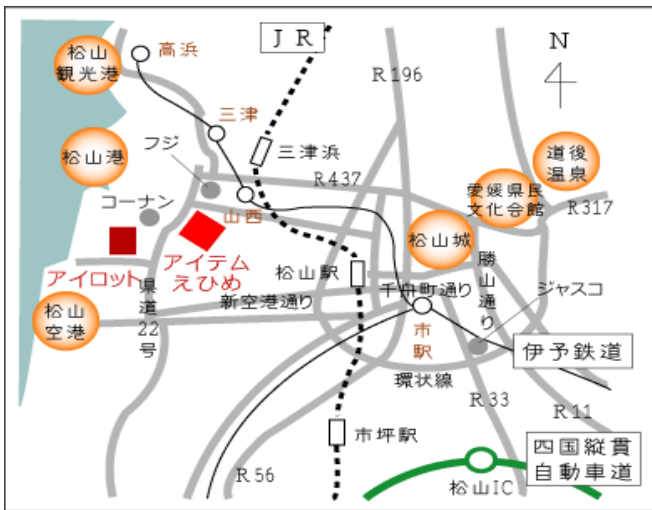 JR
N
高浜
松山
観光港
R196
三津
フジ
三津浜
松山港
道後
温泉
R437
愛媛県民
文化会館
R317
コーナン
山西
松山城
アイテム
えひめ
アイロット
松山駅
千舟町通り
勝山通り
ジャスコ
県道22号
新空港通り
松山
空港
市駅
伊予鉄道
環状線
R33
R11
市坪駅
四国縦貫
自動車道
R56
松山IC